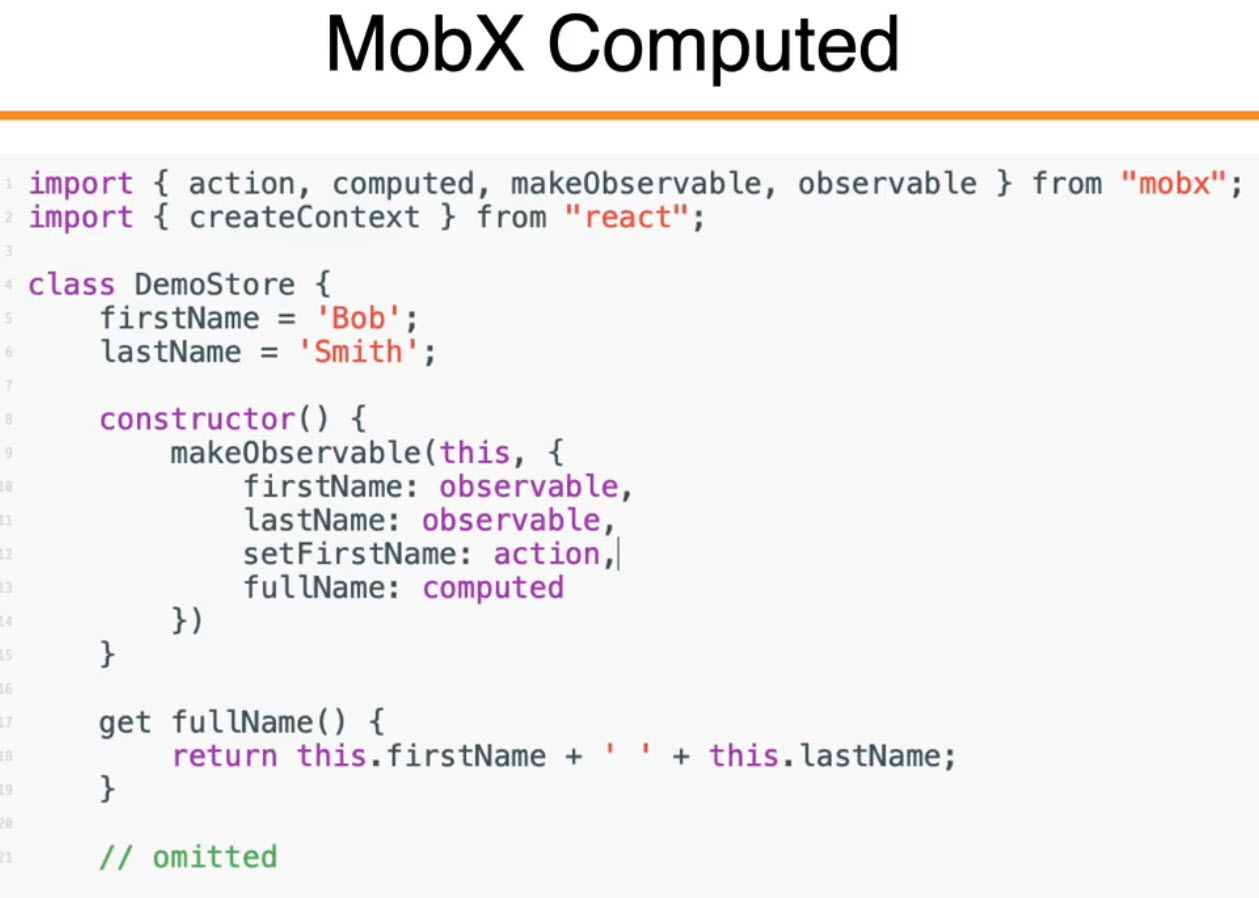 MobX Computed
1 import { action, computed, makeObservable, observable } from "mobx";
2 import { createContext } from "react";
3
4 class DemoStore {
5     firstName = 'Bob';
6     lastName = 'Smith';
7
8     constructor() {
9         makeObservable(this, {
10             firstName: observable,
11             lastName: observable,
12             setFirstName: action,
13             fullName: computed
14         })
15     }
16
17     get fullName() {
18         return this.firstName + ' ' + this.lastName;
19     }
20
21     // omitted